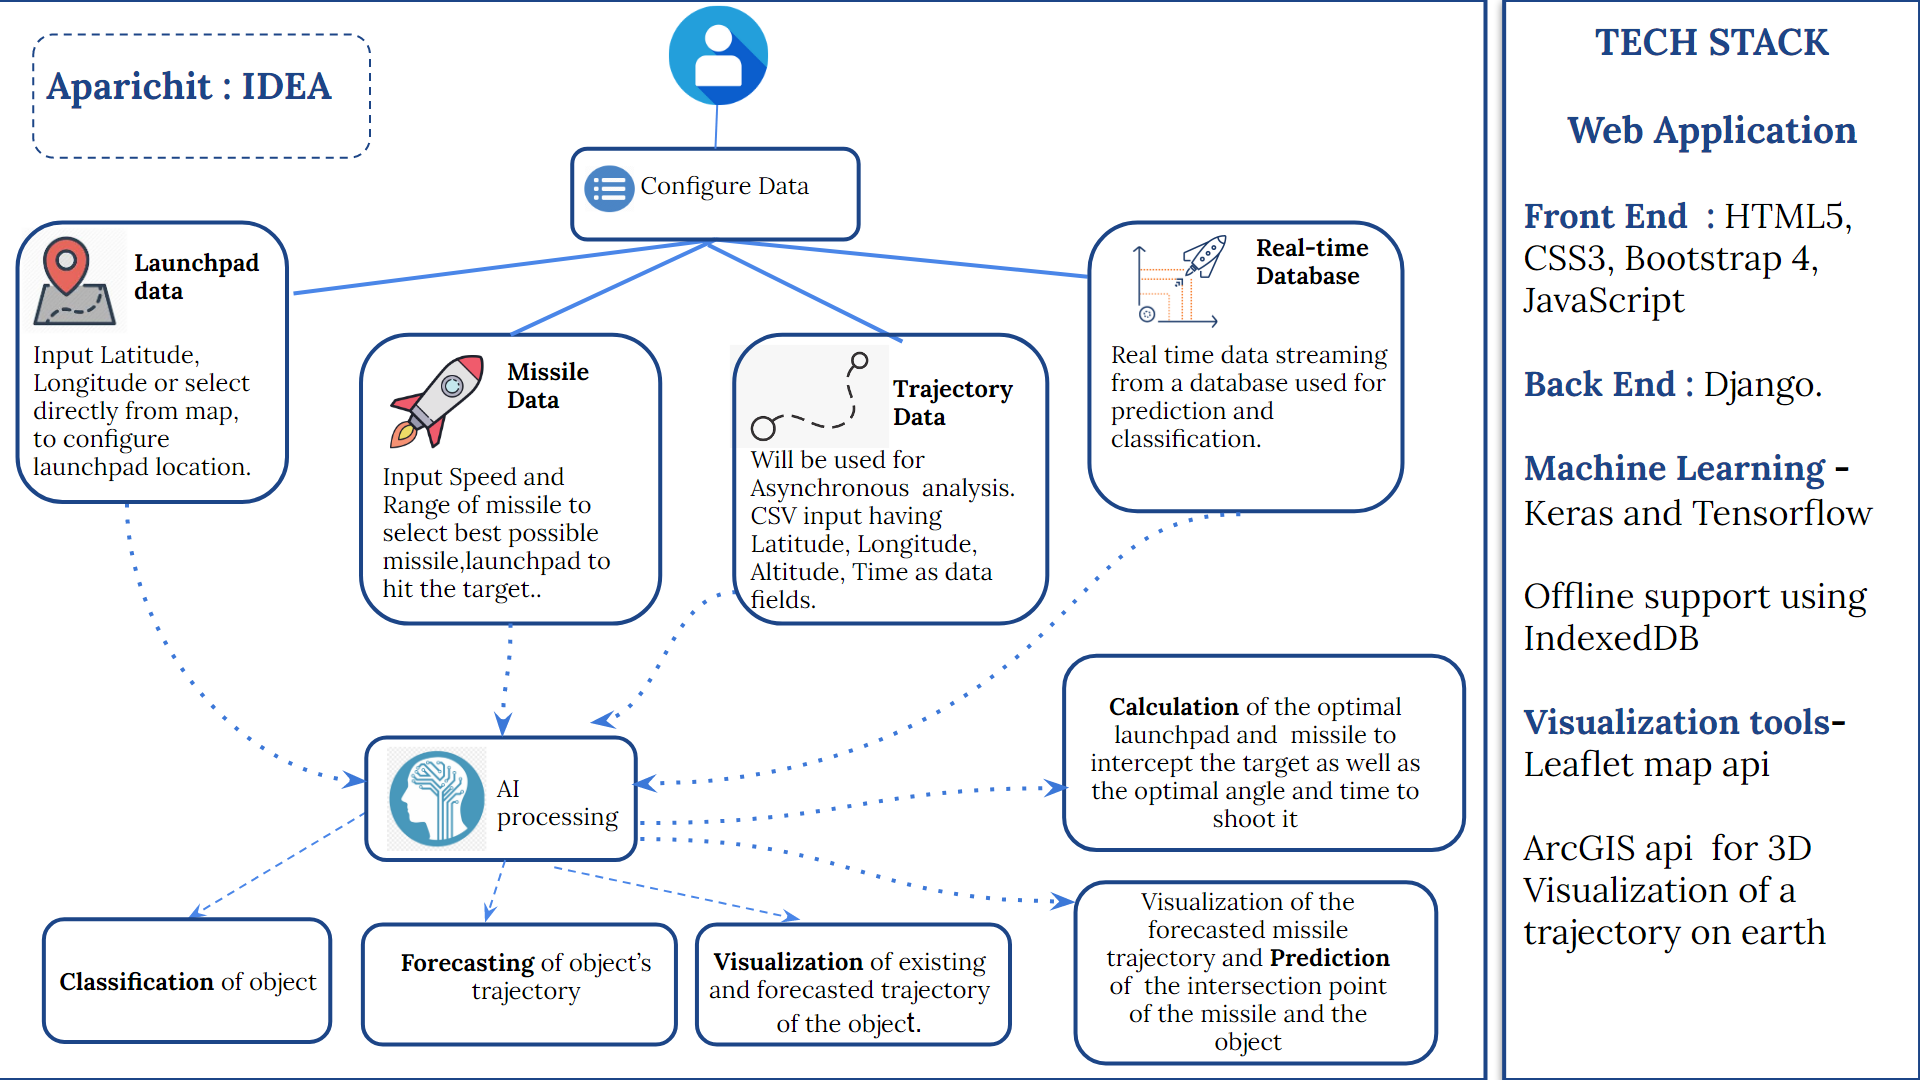 Aparichit : IDEA
Configure Data
Launchpad
data
Input Latitude,
Longitude or select
directly from map,
to configure
launchpad location.
Missile
Data
Input Speed and
Range of missile to
select best possible
missile,launchpad to
hit the target..
Trajectory
Data
Will be used for
Asynchronous  analysis.
CSV input having
Latitude, Longitude,
Altitude, Time as data
fields.
Real-time
Database
Real time data streaming
from a database used for
prediction and
classification.
AI
processing
Calculation of the optimal
launchpad and  missile to
intercept the target as well as
the optimal angle and time to
shoot it
Classification of object
Forecasting of object’s
trajectory
Visualization of existing
and forecasted trajectory
of the object.
Visualization of the
forecasted missile
trajectory and Prediction
of  the intersection point
of the missile and the
object
TECH STACK
Web Application
Front End  : HTML5,
CSS3, Bootstrap 4,
JavaScript
Back End : Django.
Machine Learning -
Keras and Tensorflow
Offline support using
IndexedDB
Visualization tools-
Leaflet map api
ArcGIS api  for 3D
Visualization of a
trajectory on earth